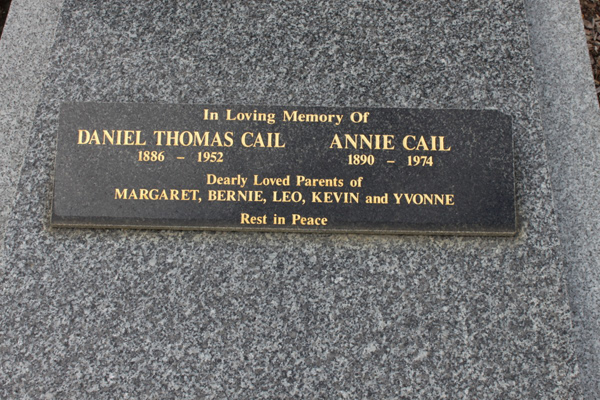 In Loving Memory Of
DANIEL THOMAS CAIL ANNIE CAIL
1886 – 1952 1890 – 1974
Dearly Loved Parents of
MARGARET, BERNIE, LEO, KEVIN and YVONNE
Rest in Peace